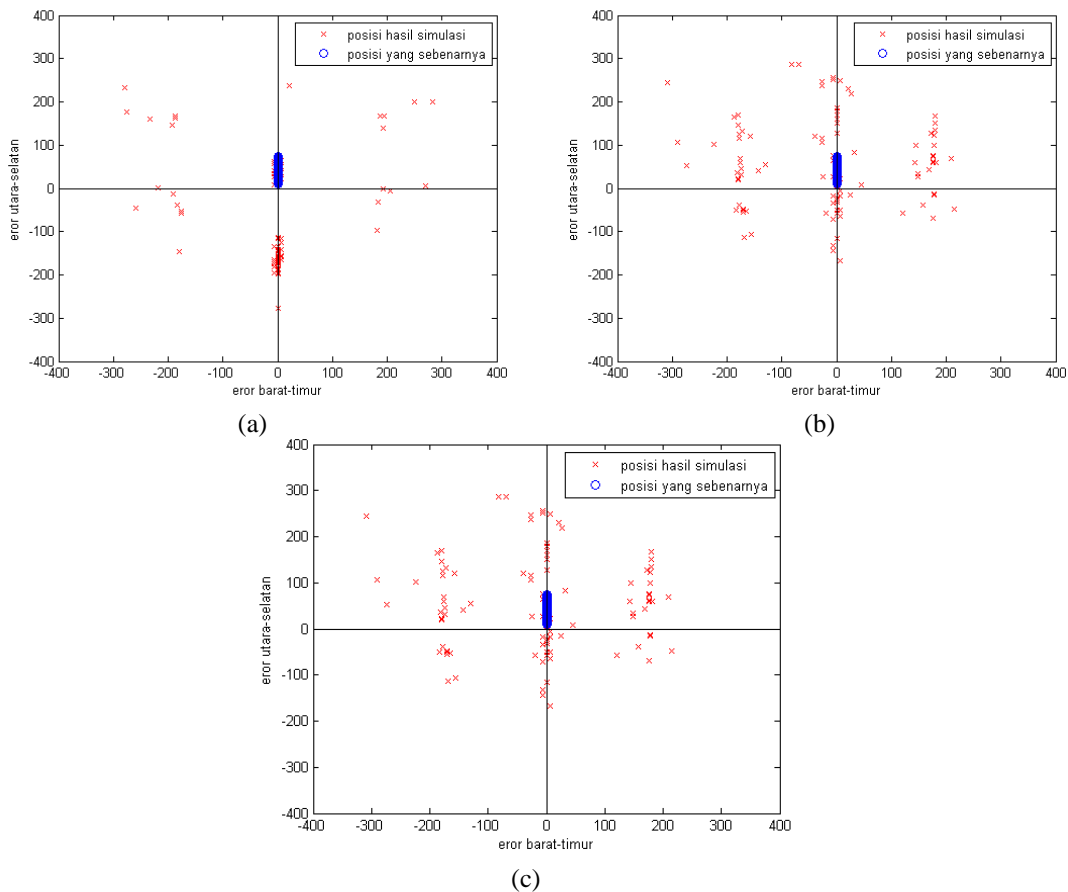 400
300
200
100
0
-100
-200
-300
-400
-400 -300 -200 -100 0 100 200 300 400
eror barat-timur
eror utara-selatan
posisi hasil simulasi
posisi yang sebenarnya
(a)
400
300
200
100
0
-100
-200
-300
-400
-400 -300 -200 -100 0 100 200 300 400
eror barat-timur
eror utara-selatan
posisi hasil simulasi
posisi yang sebenarnya
(b)
400
300
200
100
0
-100
-200
-300
-400
-400 -300 -200 -100 0 100 200 300 400
eror barat-timur
eror utara-selatan
posisi hasil simulasi
posisi yang sebenarnya
(c)